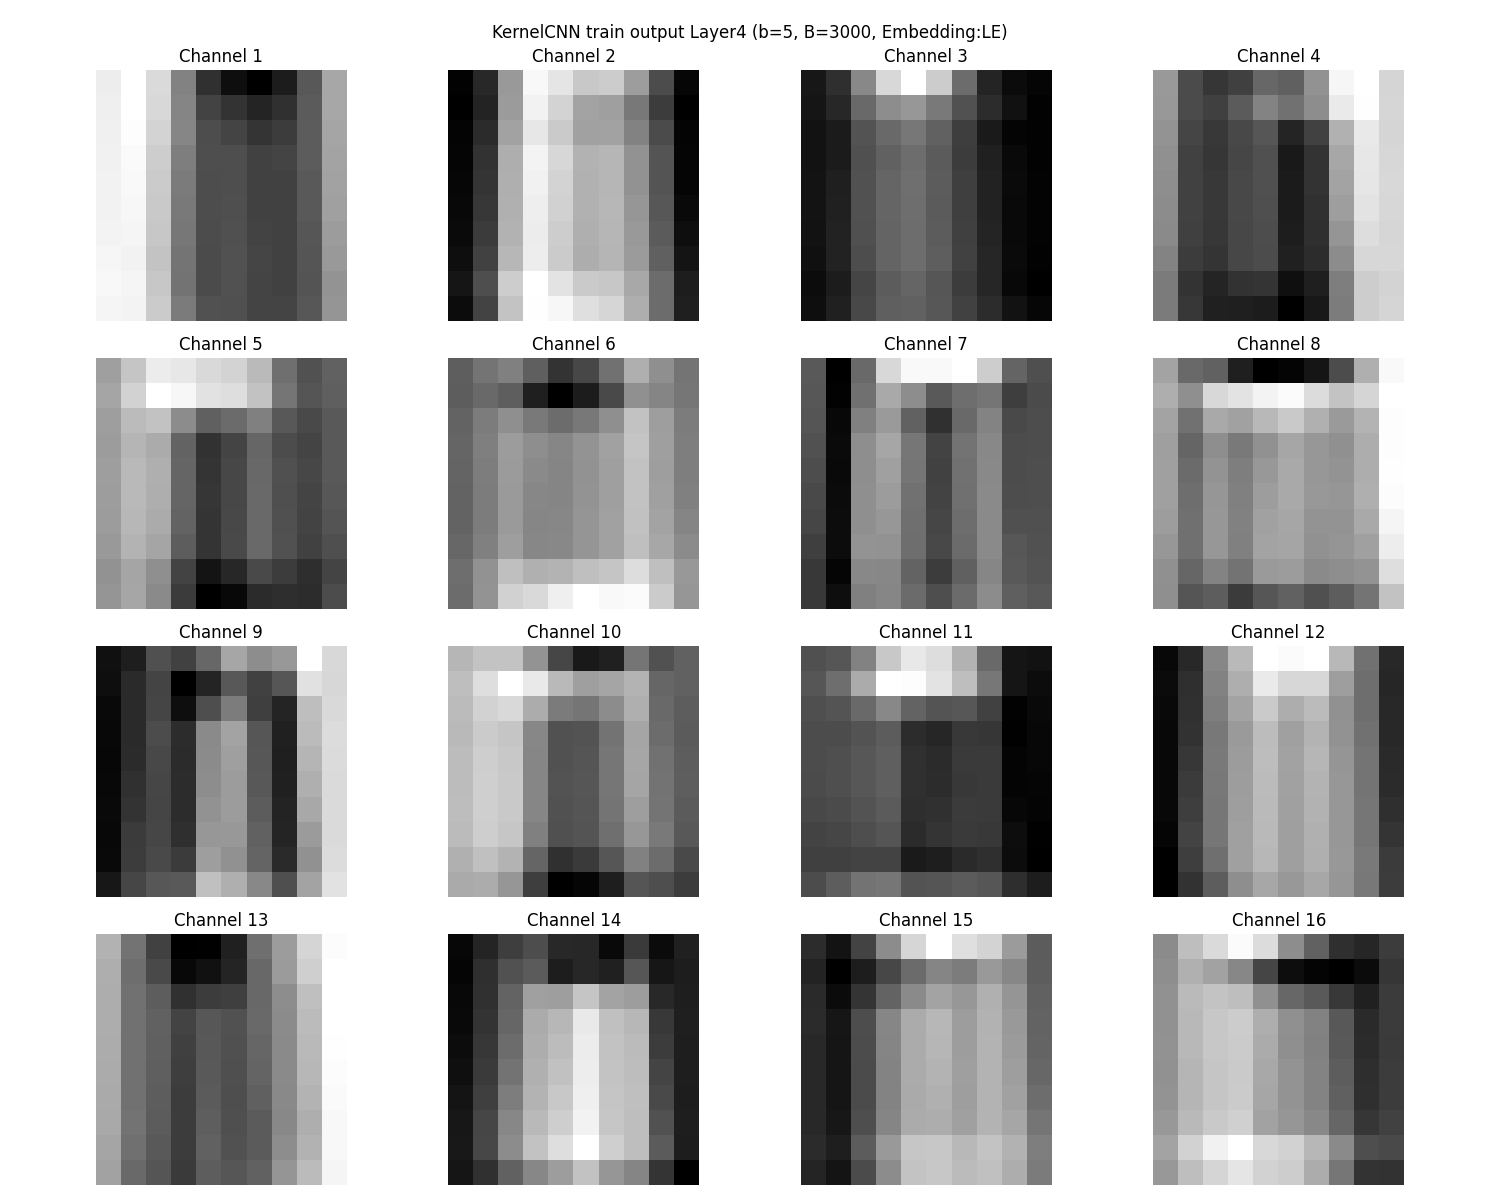 KernelCNN train output Layer4 (b=5, B=3000, Embedding:LE)
Channel 1
Channel 2
Channel 3
Channel 4
Channel 5
Channel 6
Channel 7
Channel 8
Channel 9
Channel 10
Channel 11
Channel 12
Channel 13
Channel 14
Channel 15
Channel 16